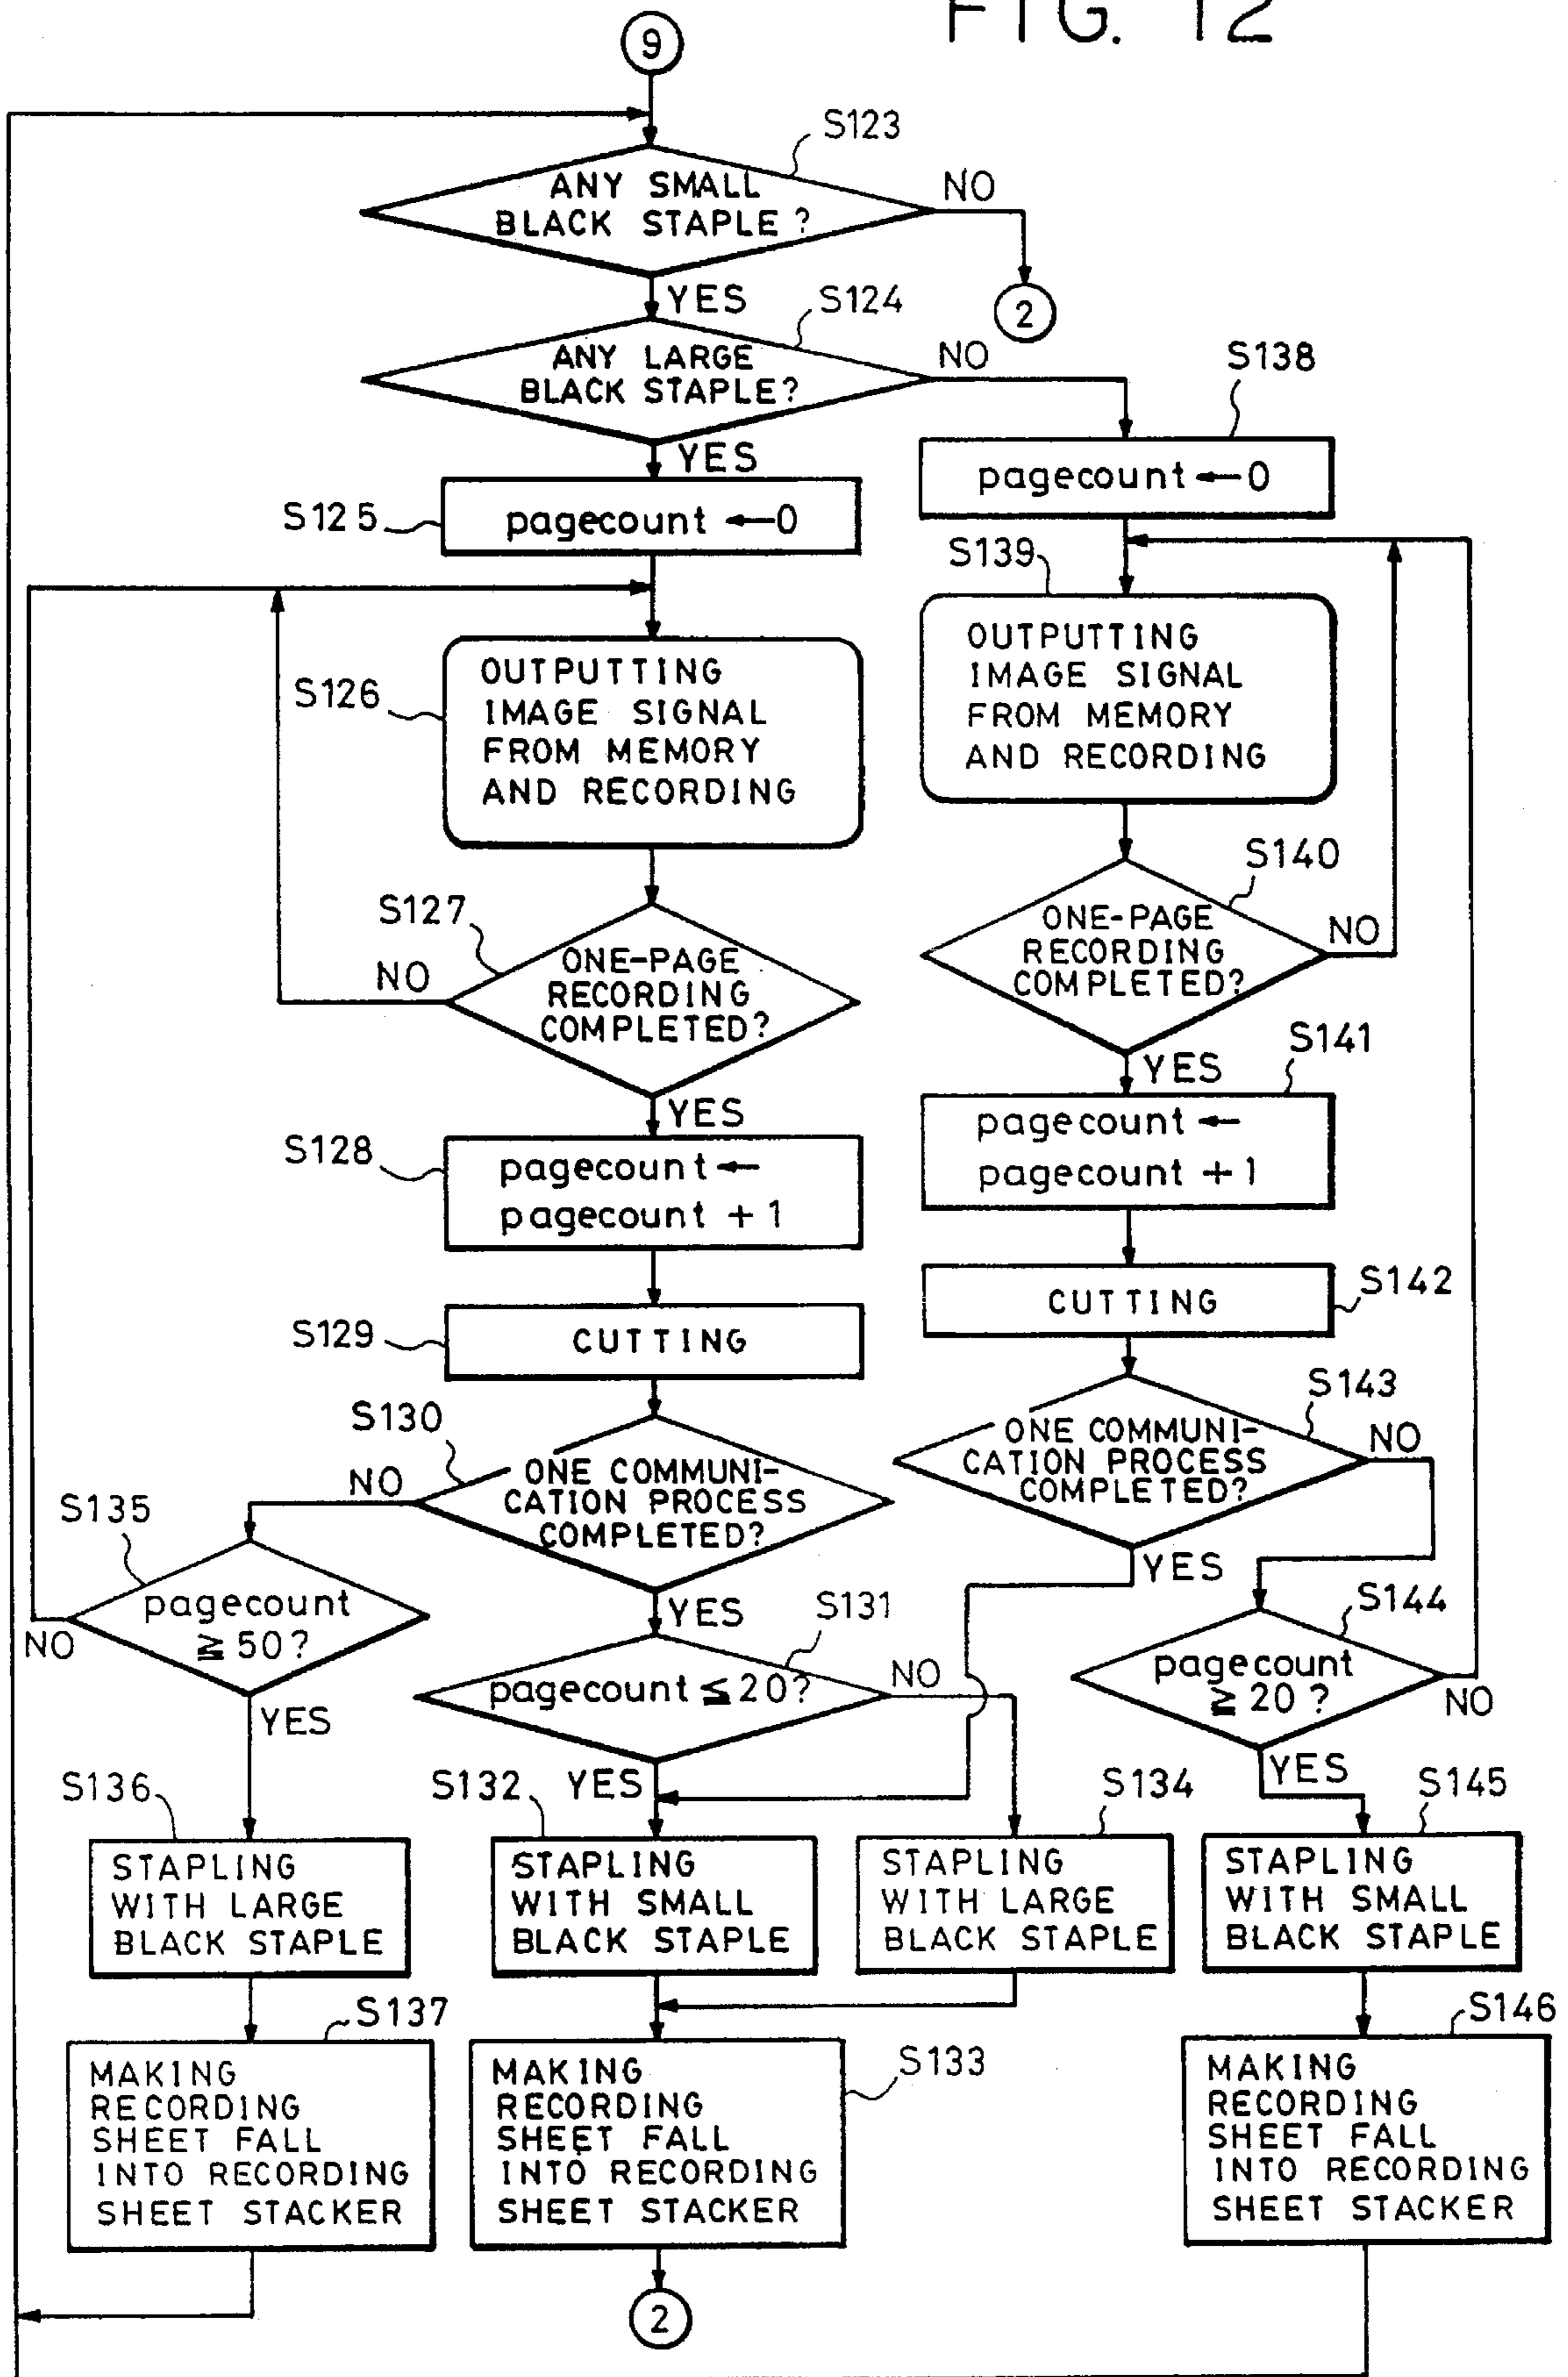 FIG. 12
9
S123
ANY SMALL
BLACK STAPLE?
NO
2
YES
S124
ANY LARGE
BLACK STAPLE?
NO
YES
S138
pagecount ← 0
S125
pagecount ← 0
S139
OUTPUTTING
IMAGE SIGNAL
FROM MEMORY
AND RECORDING
S126
OUTPUTTING
IMAGE SIGNAL
FROM MEMORY
AND RECORDING
S140
ONE-PAGE
RECORDING
COMPLETED?
NO
YES
S127
ONE-PAGE
RECORDING
COMPLETED?
NO
YES
S141
pagecount ←
pagecount + 1
S128
pagecount ←
pagecount + 1
S142
CUTTING
S129
CUTTING
S143
ONE COMMUNI-
CATION PROCESS
COMPLETED?
NO
YES
S130
ONE COMMUNI-
CATION PROCESS
COMPLETED?
NO
YES
S135
pagecount
≧ 50?
NO
YES
S131
pagecount ≦ 20?
NO
YES
S144
pagecount
≧ 20?
NO
YES
S136
STAPLING
WITH LARGE
BLACK STAPLE
S132
STAPLING
WITH SMALL
BLACK STAPLE
S134
STAPLING
WITH LARGE
BLACK STAPLE
S145
STAPLING
WITH SMALL
BLACK STAPLE
S137
MAKING
RECORDING
SHEET FALL
INTO RECORDING
SHEET STACKER
S133
MAKING
RECORDING
SHEET FALL
INTO RECORDING
SHEET STACKER
S146
MAKING
RECORDING
SHEET FALL
INTO RECORDING
SHEET STACKER
2